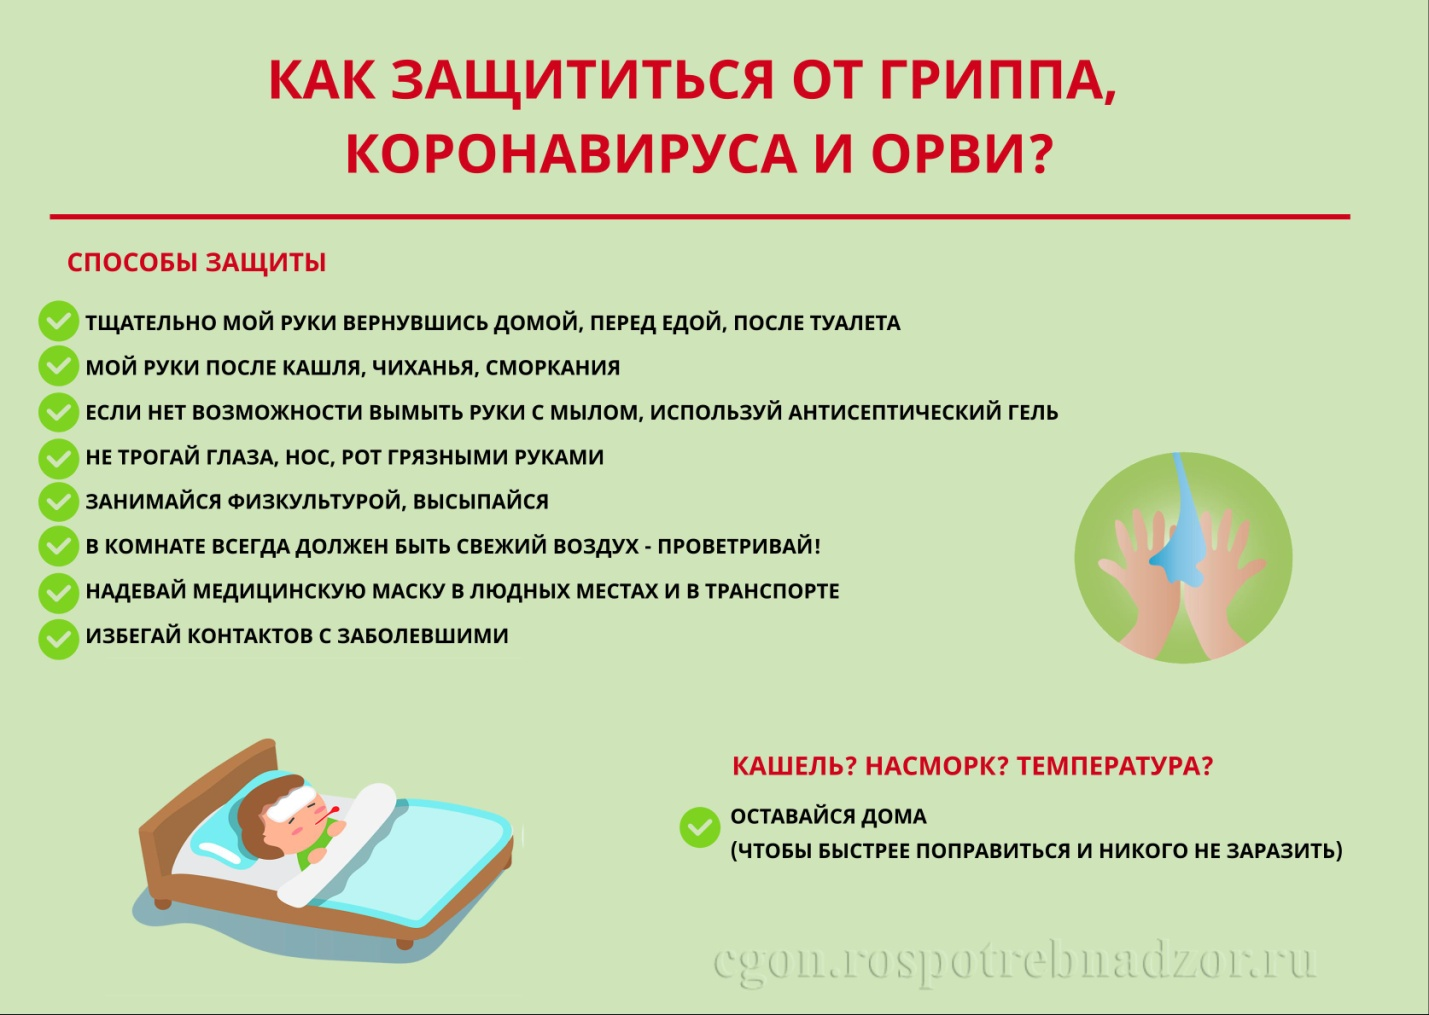 КАК ЗАЩИТИТЬСЯ ОТ ГРИППА,
КОРОНАВИРУСА И ОРВИ?
СПОСОБЫ ЗАЩИТЫ
ТЩАТЕЛЬНО МОЙ РУКИ ВЕРНУВШИСЬ ДОМОЙ, ПЕРЕД ЕДОЙ, ПОСЛЕ ТУАЛЕТА
МОЙ РУКИ ПОСЛЕ КАШЛЯ, ЧИХАНЬЯ, СМОРКАНИЯ
ЕСЛИ НЕТ ВОЗМОЖНОСТИ ВЫМЫТЬ РУКИ С МЫЛОМ, ИСПОЛЬЗУЙ АНТИСЕПТИЧЕСКИЙ ГЕЛЬ
НЕ ТРОГАЙ ГЛАЗА, НОС, РОТ ГРЯЗНЫМИ РУКАМИ
ЗАНИМАЙСЯ ФИЗКУЛЬТУРОЙ, ВЫСЫПАЙСЯ
В КОМНАТЕ ВСЕГДА ДОЛЖЕН БЫТЬ СВЕЖИЙ ВОЗДУХ - ПРОВЕТРИВАЙ!
НАДЕВАЙ МЕДИЦИНСКУЮ МАСКУ В ЛЮДНЫХ МЕСТАХ И В ТРАНСПОРТЕ
ИЗБЕГАЙ КОНТАКТОВ С ЗАБОЛЕВШИМИ
КАШЕЛЬ? НАСМОРК? ТЕМПЕРАТУРА?
ОСТАВАЙСЯ ДОМА
(ЧТОБЫ БЫСТРЕЕ ПОПРАВИТЬСЯ И НИКОГО НЕ ЗАРАЗИТЬ)
cgon.rospotrebnadzor.ru